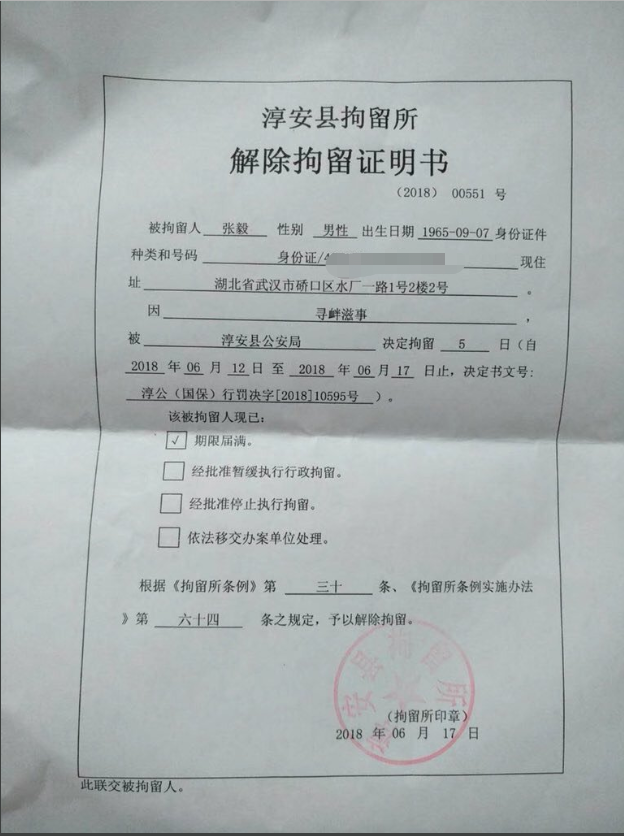 淳安县拘留所
解除拘留证明书
（2018） 00551 号
被拘留人 张毅 性别 男性 出生日期 1965-09-07 身份证件
种类和号码 身份证/4 现住
址 湖北省武汉市硚口区水厂一路1号2楼2号 。
因 寻衅滋事 ，
被 淳安县公安局 决定拘留 5 日（自
2018 年 06 月 12 日 至 2018 年 06 月 17 日止，决定书文号:
淳公（国保）行罚决字[2018]10595号 ）。
该被拘留人现已:
✓ 期限届满。
经批准暂缓执行行政拘留。
经批准停止执行拘留。
依法移交办案单位处理。
根据《拘留所条例》第 三十 条、《拘留所条例实施办法
》第 六十四 条之规定，予以解除拘留。
淳安县拘留所
（拘留所印章）
2018 年 06 月 17 日
此联交被拘留人。